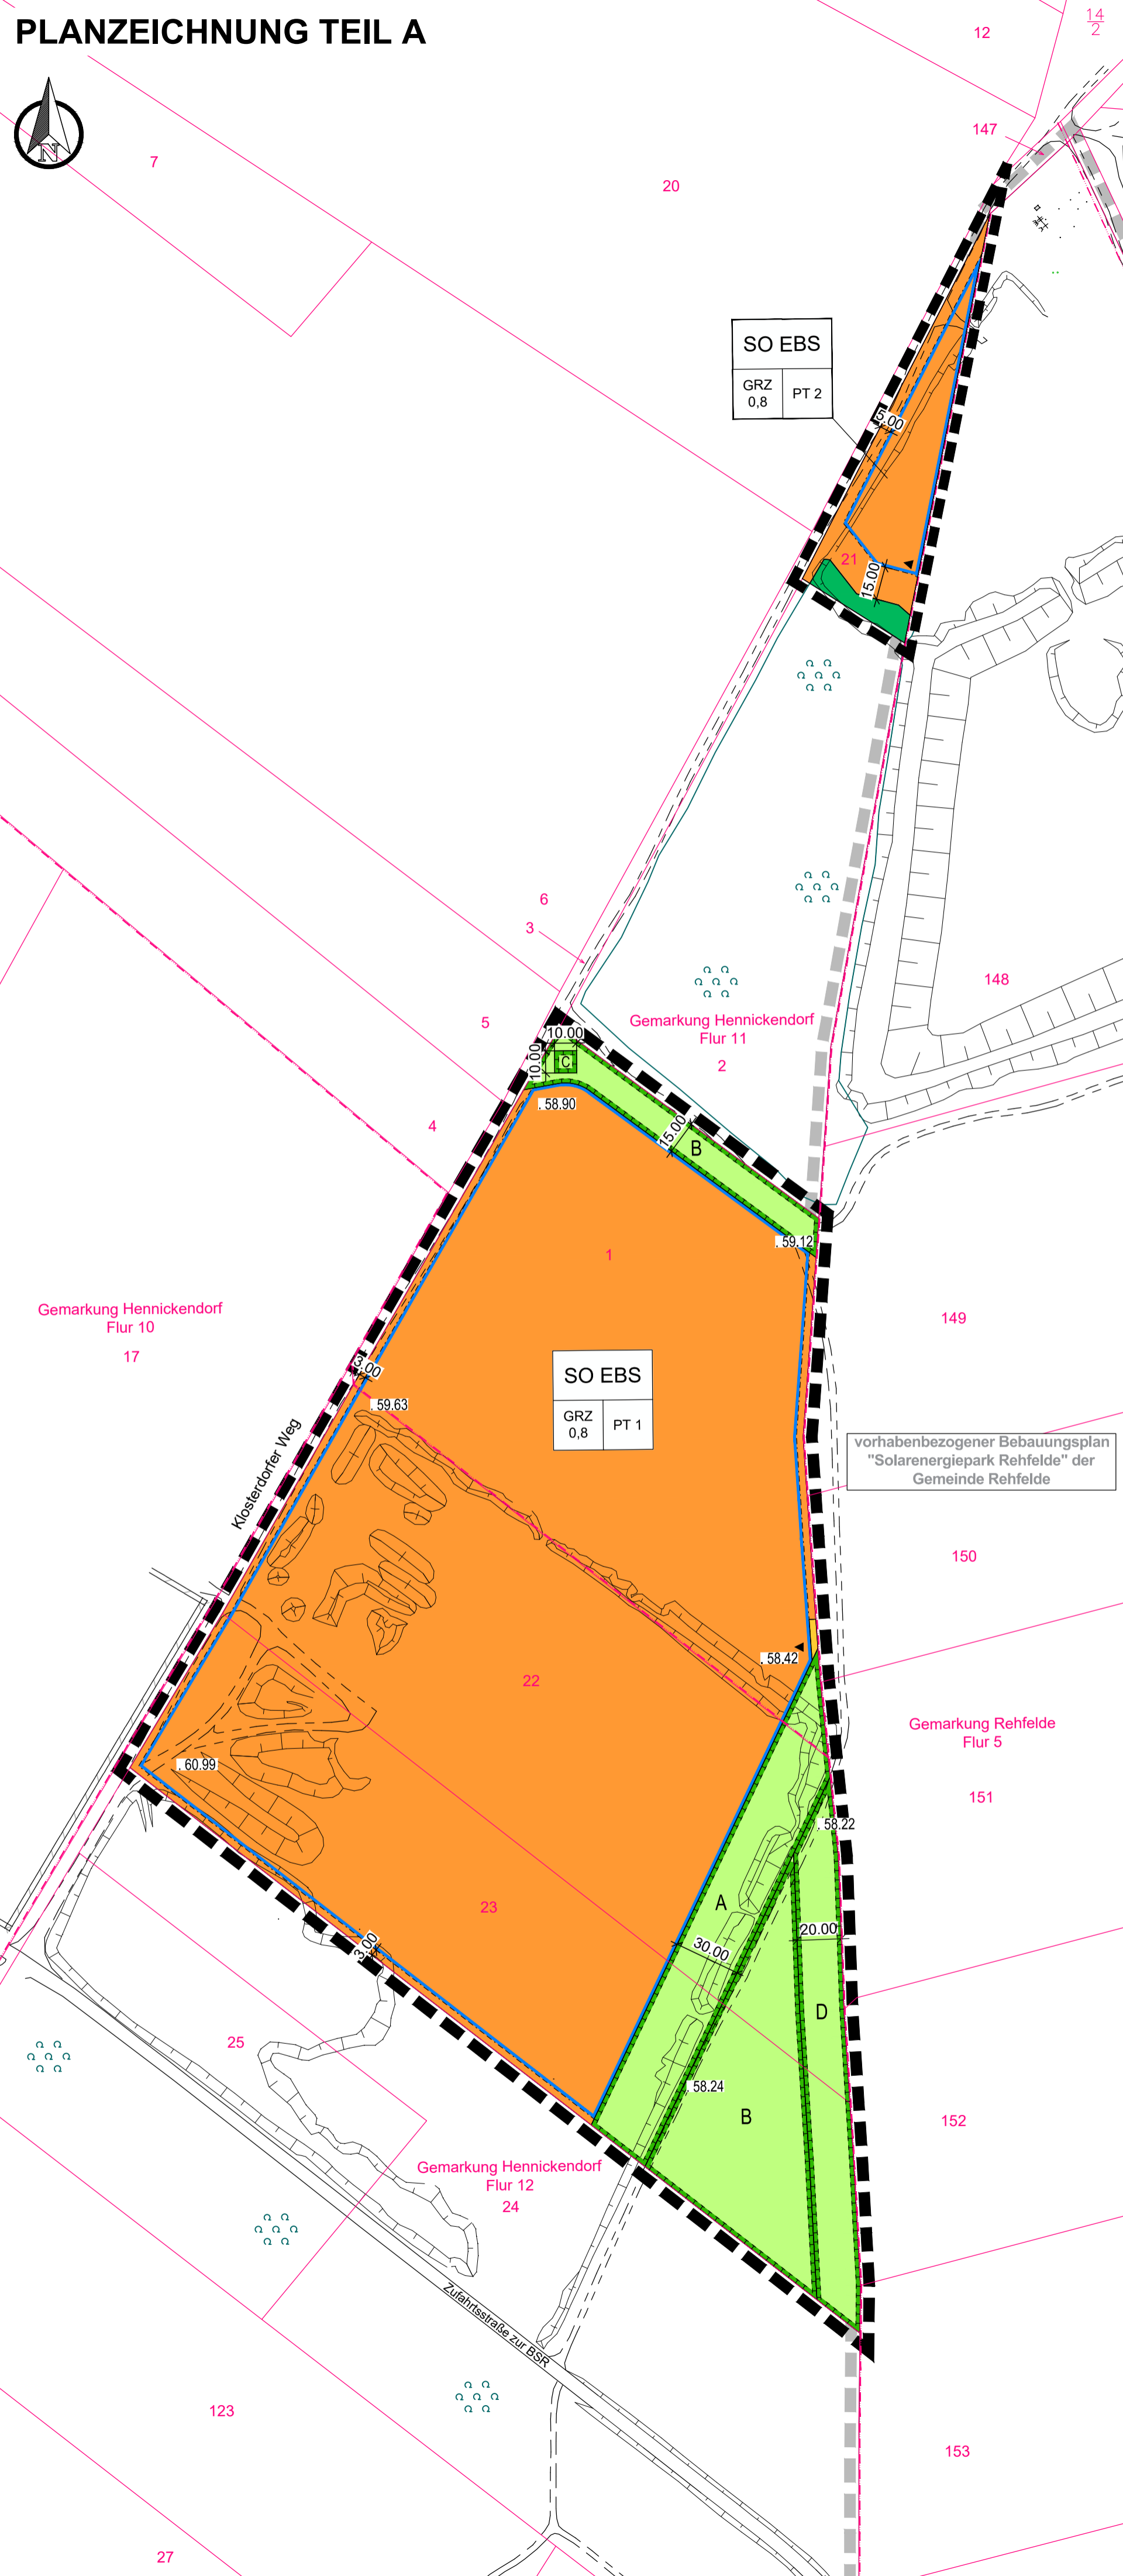 PLANZEICHNUNG TEIL A
N
12
14
2
147
7
20
SO EBS
GRZ
0,8
PT 2
5.00
21
15.00
6
3
148
5
Gemarkung Hennickendorf
Flur 11
2
10.00
10.00
C
. 58.90
4
15.00
B
. 59.12
1
Gemarkung Hennickendorf
Flur 10
17
149
3.00
. 59.63
SO EBS
GRZ
0,8
PT 1
Klosterdorfer Weg
vorhabenbezogener Bebauungsplan
"Solarenergiepark Rehfelde" der
Gemeinde Rehfelde
150
. 58.42
22
Gemarkung Rehfelde
Flur 5
. 60.99
151
. 58.22
A
23
20.00
3.00
30.00
D
25
. 58.24
B
152
Gemarkung Hennickendorf
Flur 12
24
Zufahrtsstraße zur BSR
123
153
27